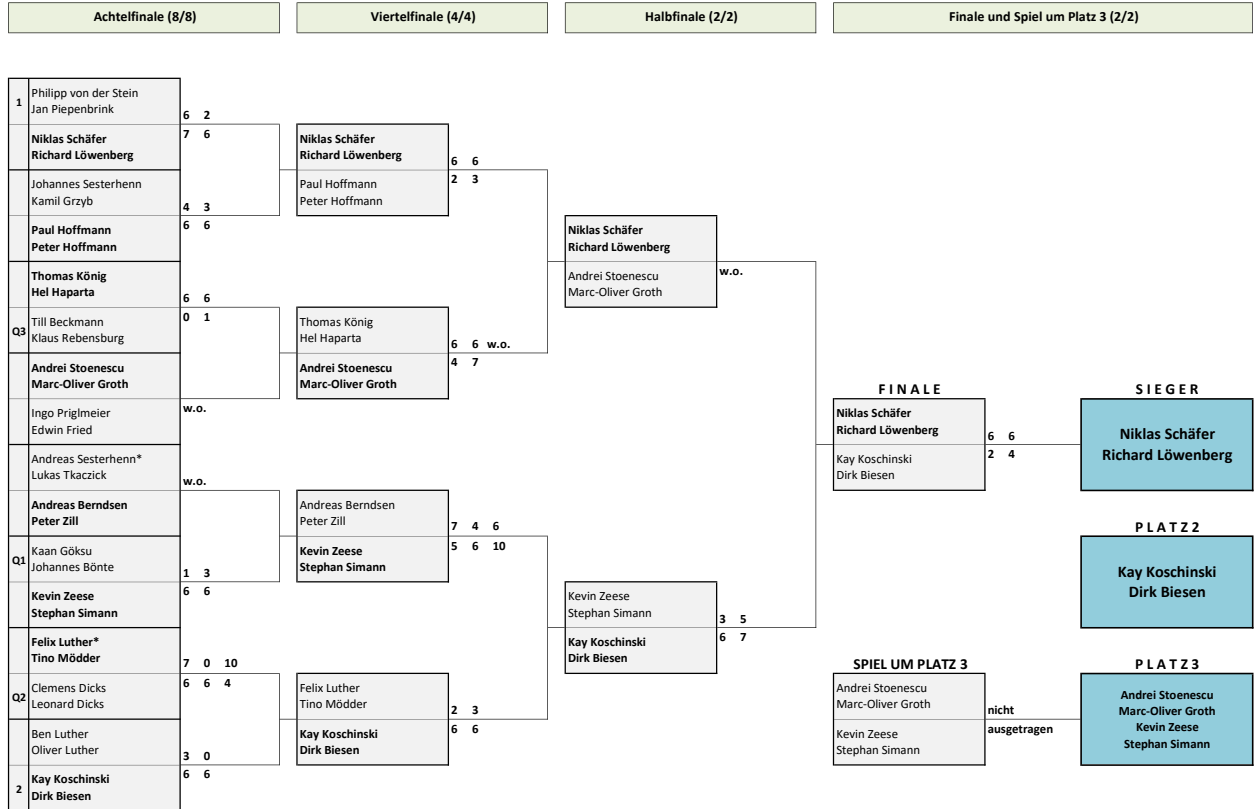 Achtelfinale (8/8)
Viertelfinale (4/4)
Halbfinale (2/2)
Finale und Spiel um Platz 3 (2/2)
1
Philipp von der Stein
Jan Piepenbrink
6 2
7 6
Niklas Schäfer
Richard Löwenberg
Johannes Sesterhenn
Kamil Grzyb
4 3
6 6
Paul Hoffmann
Peter Hoffmann
Thomas König
Hel Haparta
6 6
0 1
Q3
Till Beckmann
Klaus Rebensburg
Andrei Stoenescu
Marc-Oliver Groth
w.o.
Ingo Priglmeier
Edwin Fried
Andreas Sesterhenn*
Lukas Tkaczick
w.o.
Andreas Berndsen
Peter Zill
Q1
Kaan Göksu
Johannes Bönte
1 3
6 6
Kevin Zeese
Stephan Simann
Felix Luther*
Tino Mödder
7 0 10
6 6 4
Q2
Clemens Dicks
Leonard Dicks
Ben Luther
Oliver Luther
3 0
6 6
2
Kay Koschinski
Dirk Biesen
Niklas Schäfer
Richard Löwenberg
6 6
2 3
Paul Hoffmann
Peter Hoffmann
Thomas König
Hel Haparta
6 6 w.o.
4 7
Andrei Stoenescu
Marc-Oliver Groth
Andreas Berndsen
Peter Zill
7 4 6
5 6 10
Kevin Zeese
Stephan Simann
Felix Luther
Tino Mödder
2 3
6 6
Kay Koschinski
Dirk Biesen
Niklas Schäfer
Richard Löwenberg
w.o.
Andrei Stoenescu
Marc-Oliver Groth
Kevin Zeese
Stephan Simann
3 5
6 7
Kay Koschinski
Dirk Biesen
F I N A L E
Niklas Schäfer
Richard Löwenberg
6 6
2 4
Kay Koschinski
Dirk Biesen
SPIEL UM PLATZ 3
Andrei Stoenescu
Marc-Oliver Groth
nicht
ausgetragen
Kevin Zeese
Stephan Simann
S I E G E R
Niklas Schäfer
Richard Löwenberg
P L A T Z 2
Kay Koschinski
Dirk Biesen
P L A T Z 3
Andrei Stoenescu
Marc-Oliver Groth
Kevin Zeese
Stephan Simann